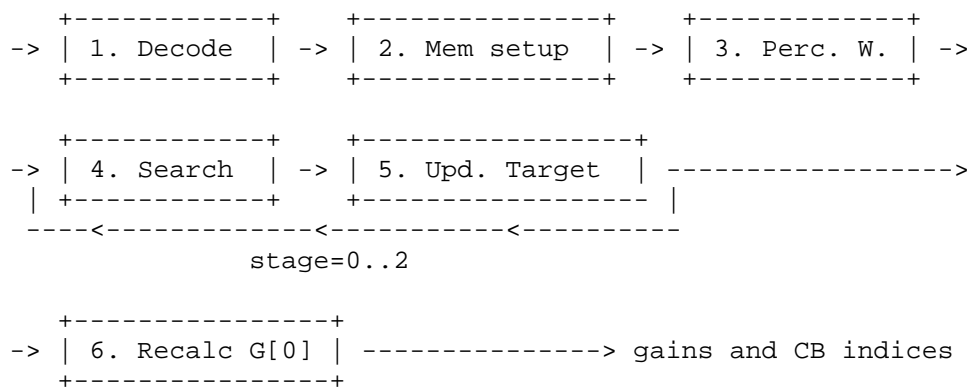 -> | 1. Decode | -> | 2. Mem setup | -> | 3. Perc. W. | ->
-> | 4. Search | -> | 5. Upd. Target | ------------------>
stage=0..2
-> | 6. Recalc G[0] | ---------------> gains and CB indices